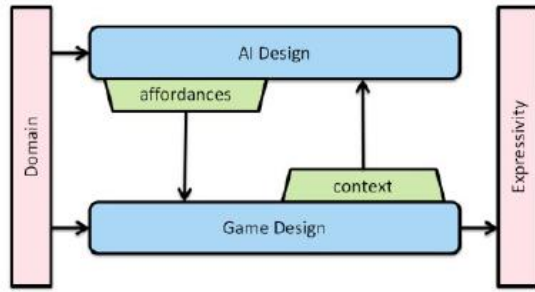 Domain
AI Design
affordances
context
Game Design
Expressivity